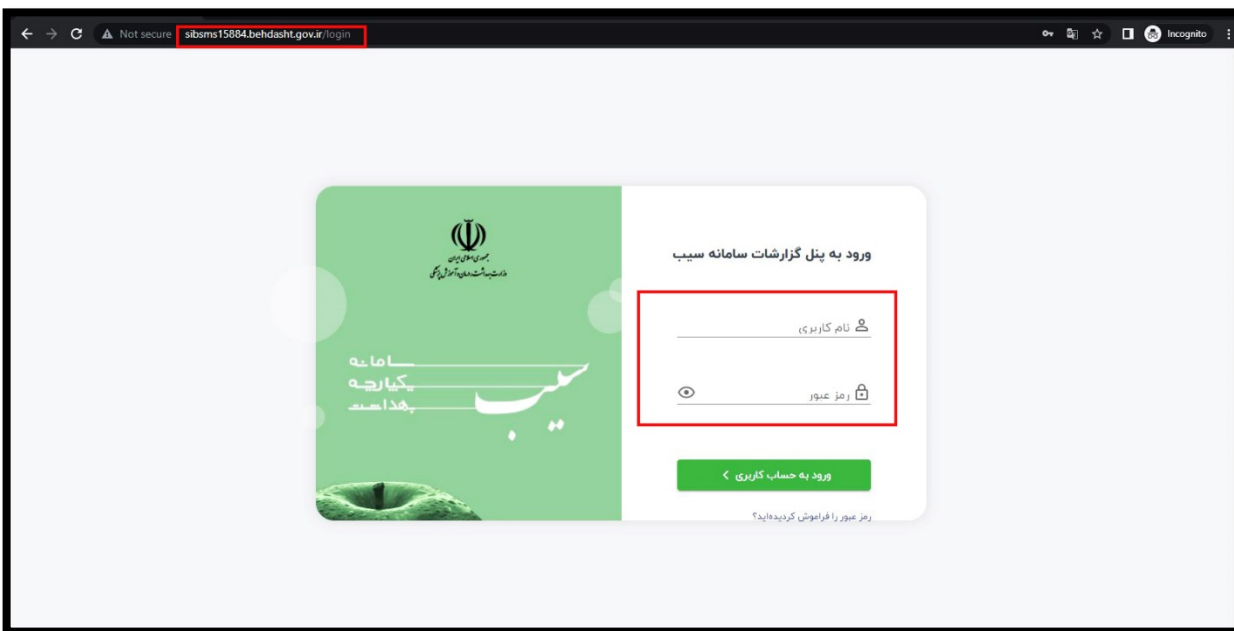 Not secure sibsms15884.behdasht.gov.ir/login Incognito
جمهوری اسلامی ایران
وزارت بهداشت، درمان و آموزش پزشکی
ورود به پنل گزارشات سامانه سیب
نام کاربری
رمز عبور
ورود به حساب کاربری
رمز عبور را فراموش کردیده‌اید؟
سامانه
یکپارچه
بهداشت
سیب